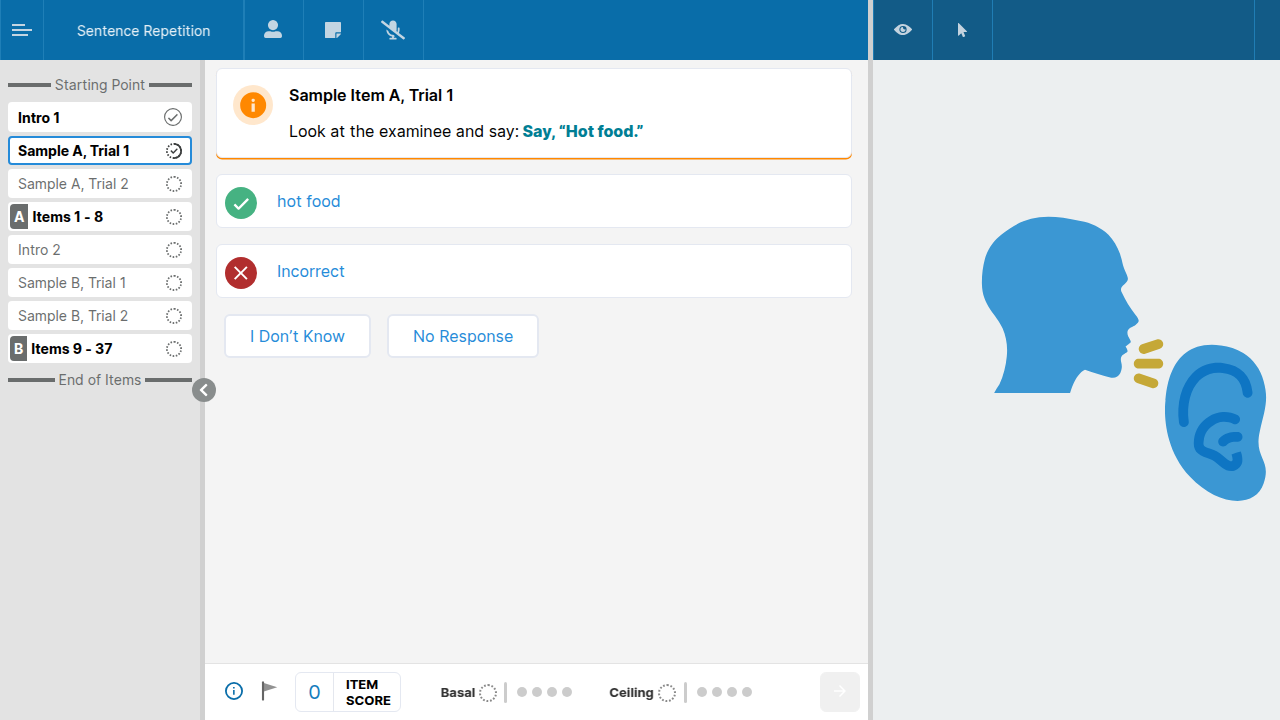 Sentence Repetition
Starting Point
Intro 1
Sample A, Trial 1
Sample A, Trial 2
A Items 1 - 8
Intro 2
Sample B, Trial 1
Sample B, Trial 2
B Items 9 - 37
End of Items
Sample Item A, Trial 1
Look at the examinee and say: Say, “Hot food.”
hot food
Incorrect
I Don’t Know
No Response
0 ITEM SCORE
Basal
Ceiling